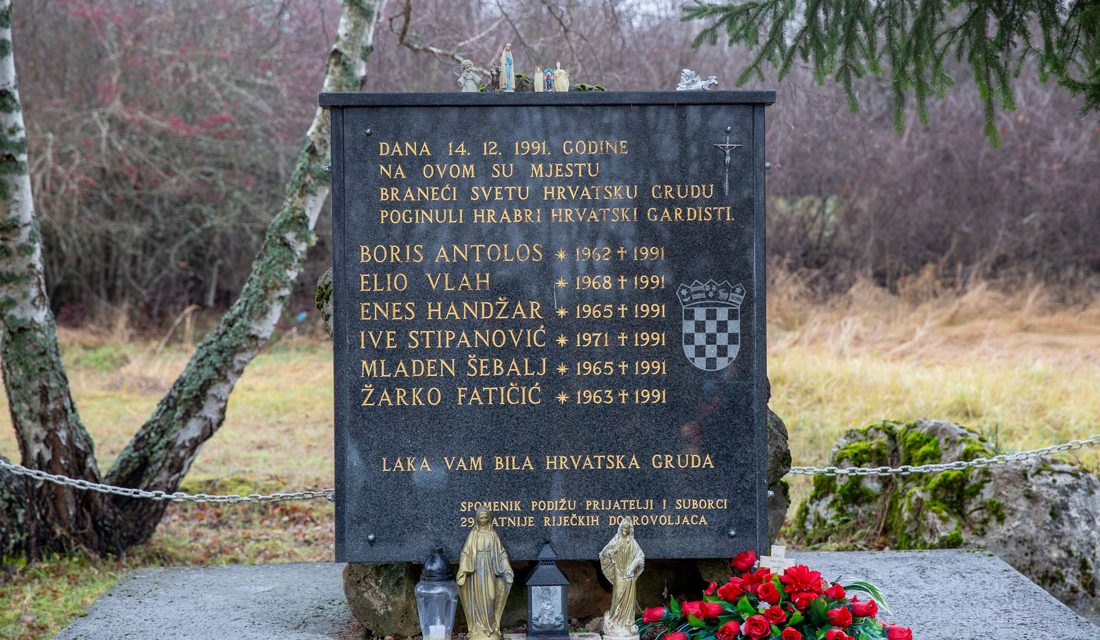 DANA 14. 12. 1991. GODINE
NA OVOM SU MJESTU
BRANEĆI SVETU HRVATSKU GRUDU
POGINULI HRABRI HRVATSKI GARDISTI.
BORIS ANTOLOS * 1962 † 1991
ELIO VLAH * 1968 † 1991
ENES HANDŽAR * 1965 † 1991
IVE STIPANOVIĆ * 1971 † 1991
MLADEN ŠEBALJ * 1965 † 1991
ŽARKO FATIČIĆ * 1963 † 1991
LAKA VAM BILA HRVATSKA GRUDA
SPOMENIK PODIŽU PRIJATELJI I SUBORCI
29. SATNIJE RIJEČKIH DOBROVOLJACA